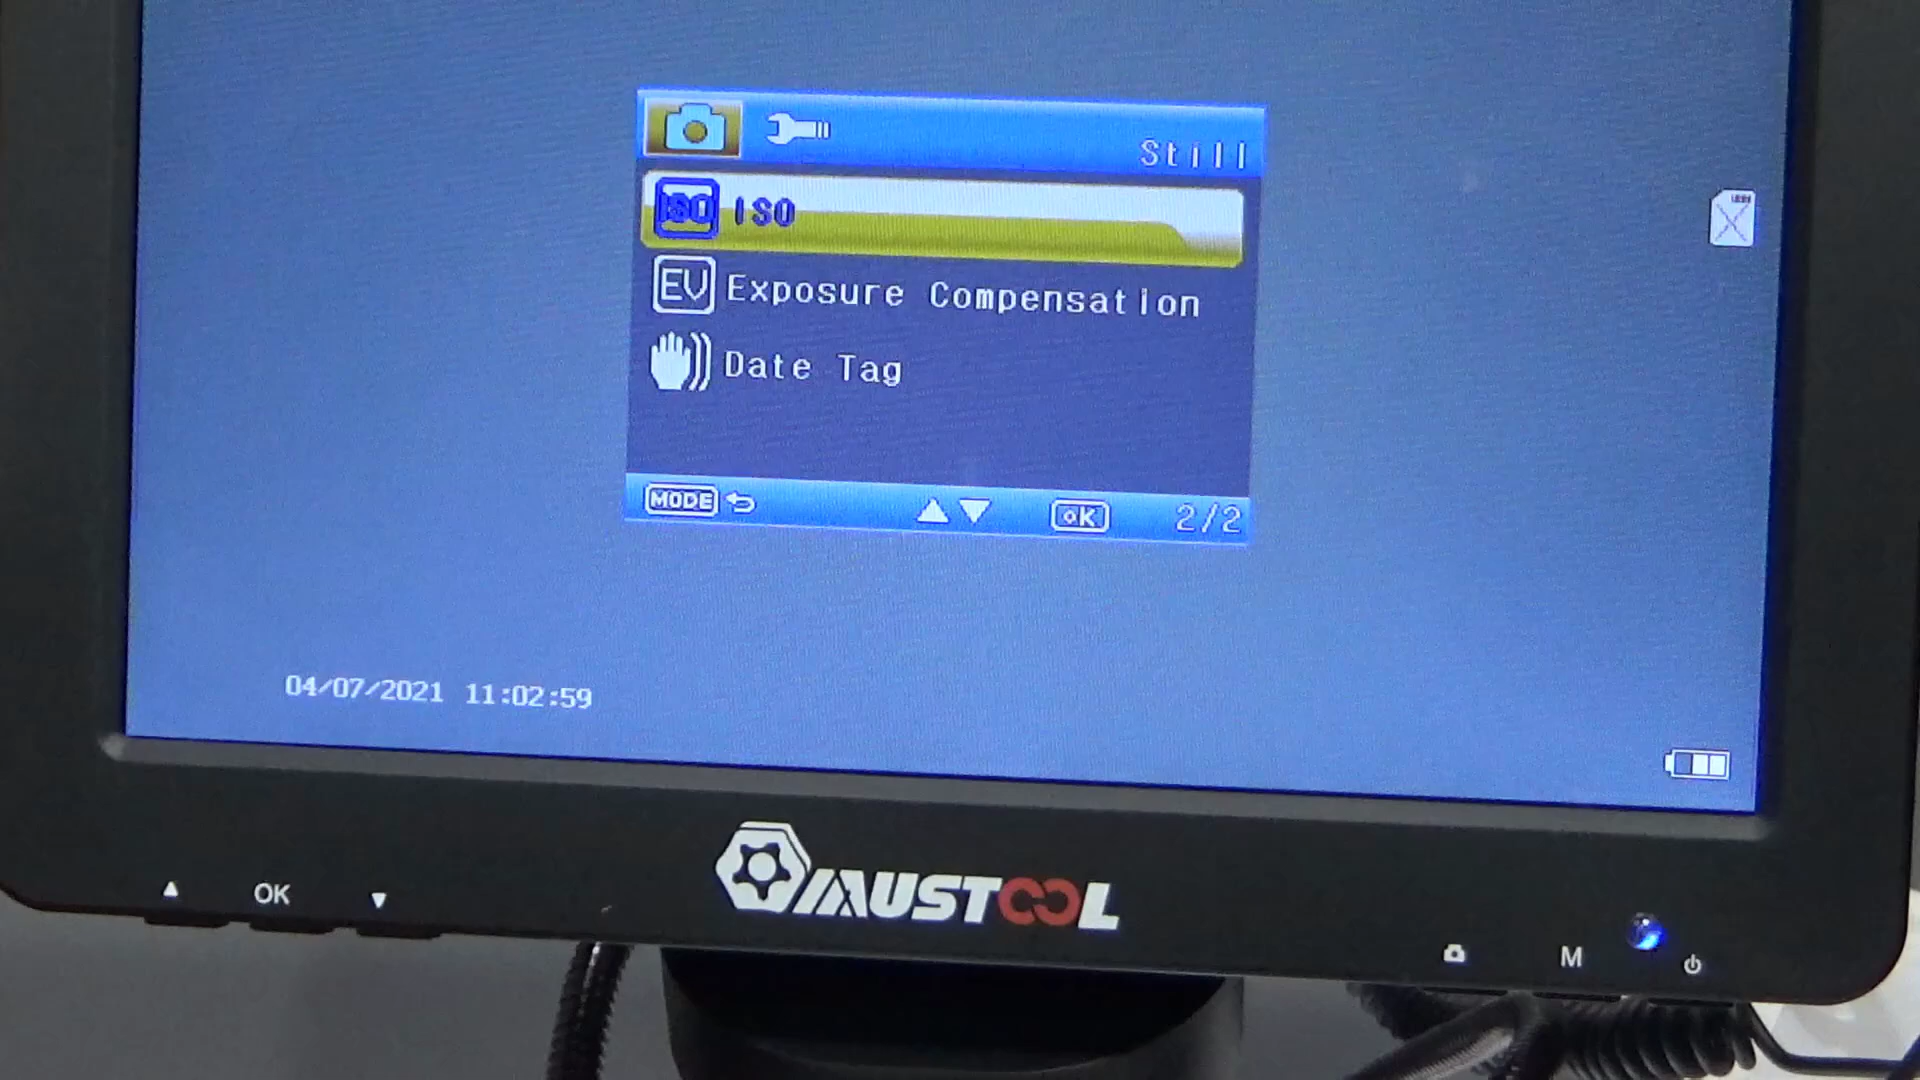 Still
ISO ISO
EV Exposure Compensation
Date Tag
MODE OK 2/2
04/07/2021 11:02:59
MUSTOOL
OK
M